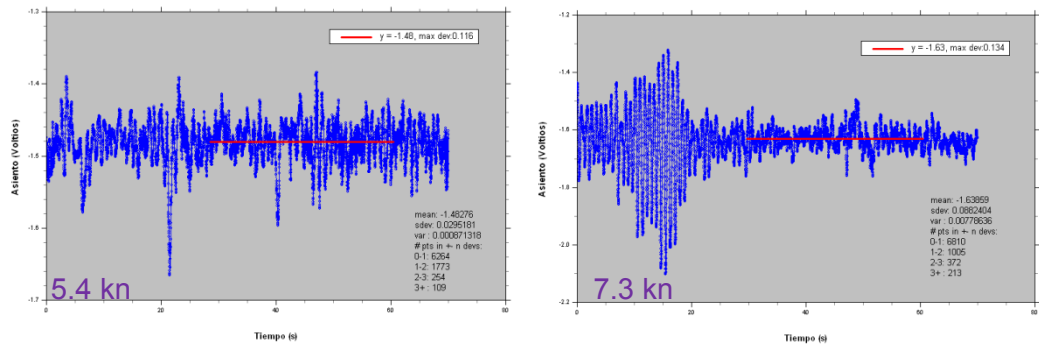 -1.3
y = -1.48, max dev:0.116
-1.4
Asiento (Voltios)
-1.5
-1.6
mean: -1.48276
sdev: 0.0295181
var : 0.000871318
# pts in +- n devs:
0-1: 6264
1-2: 1773
2-3: 254
3+ : 109
5.4 kn
-1.7
0
20
40
60
80
Tiempo (s)
-1.2
y = -1.63, max dev:0.134
-1.4
Asiento (Voltios)
-1.6
-1.8
mean: -1.63859
sdev: 0.0882404
var : 0.00778636
# pts in +- n devs:
0-1: 6810
1-2: 1005
2-3: 372
3+ : 213
-2.0
7.3 kn
-2.2
0
20
40
60
80
Tiempo (s)